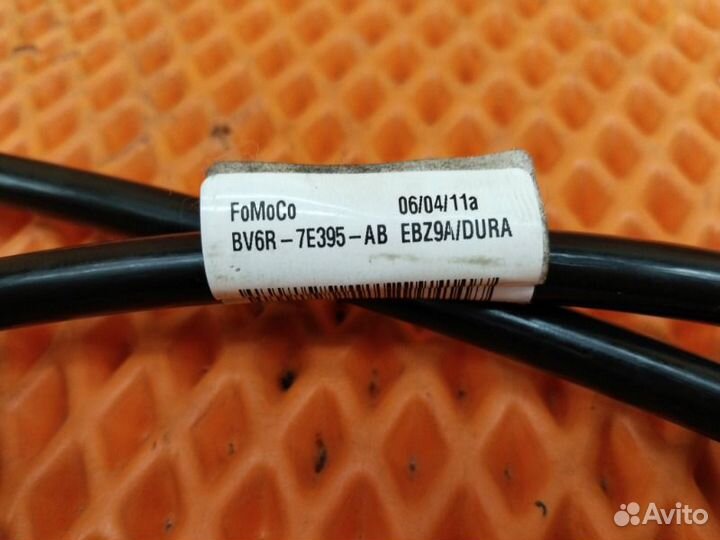 FoMoCo 06/04/11a
BV6R-7E395-AB EBZ9A/DURA
Avito